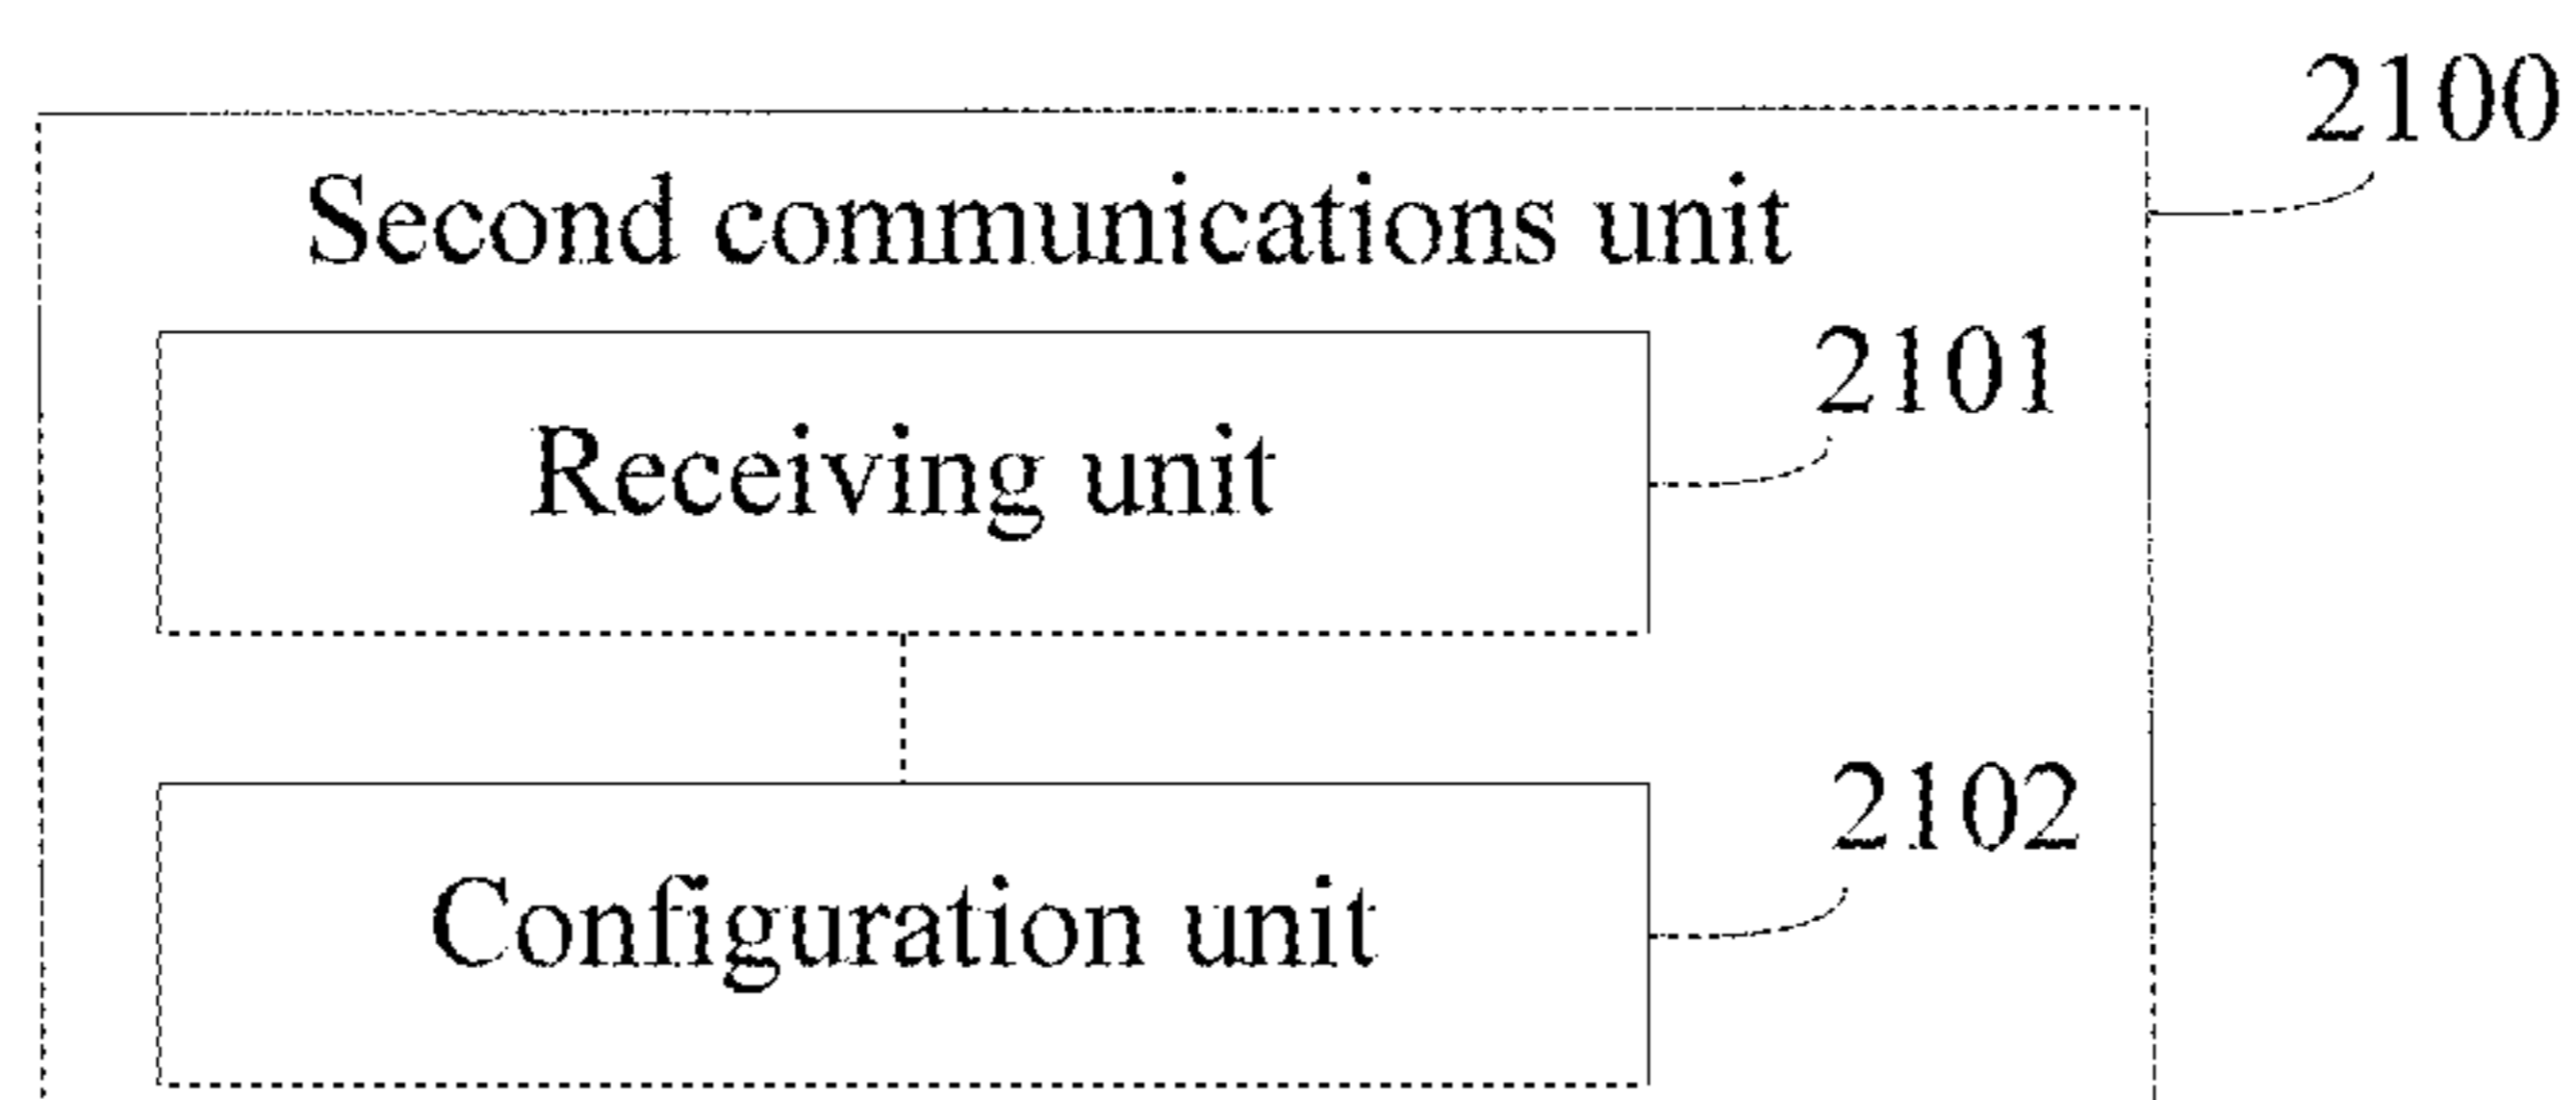 2100
Second communications unit
2101
Receiving unit
2102
Configuration unit